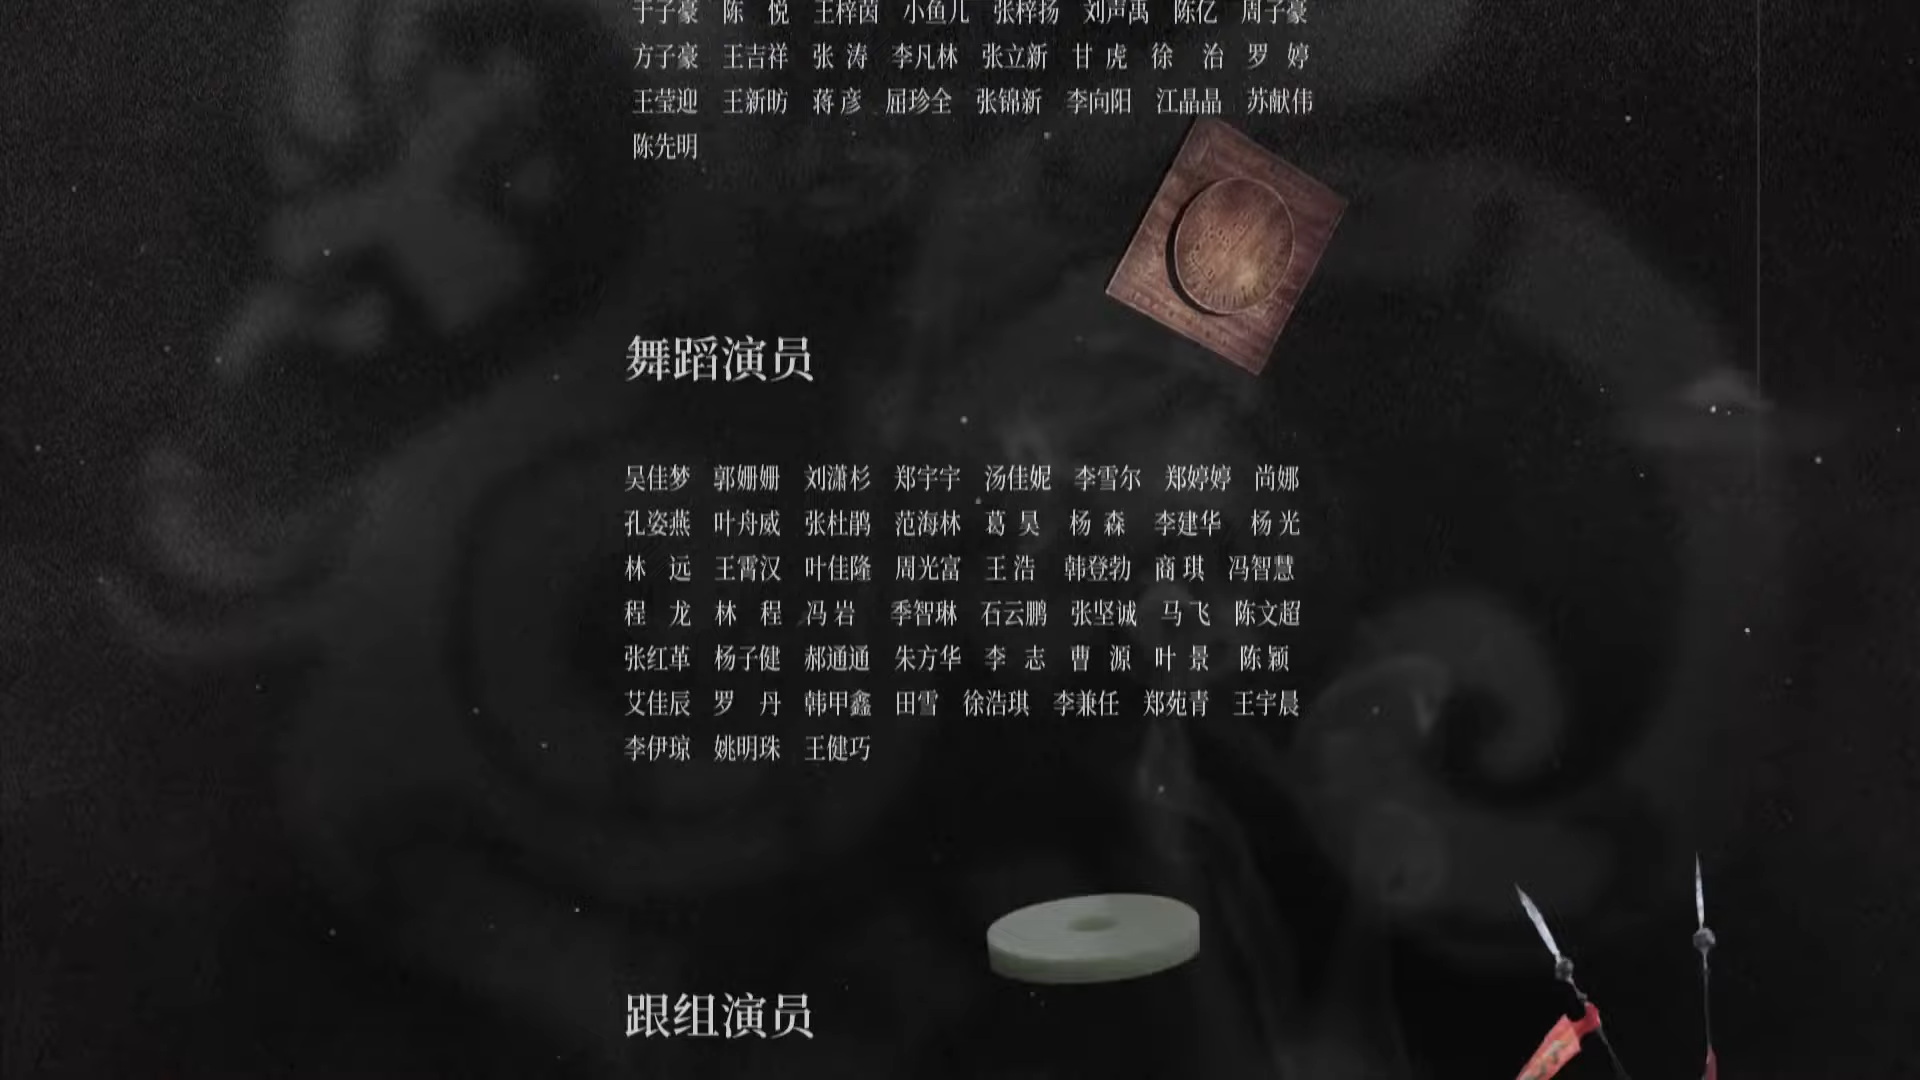 于子豪 陈 悦 王梓茵 小鱼儿 张梓扬 刘声禹 陈亿 周子豪
方子豪 王吉祥 张 涛 李凡林 张立新 甘 虎 徐 治 罗 婷
王莹迎 王新昉 蒋 彦 屈珍全 张锦新 李向阳 江晶晶 苏献伟
陈先明
舞蹈演员
吴佳梦 郭姗姗 刘潇杉 郑宇宇 汤佳妮 李雪尔 郑婷婷 尚娜
孔姿燕 叶舟威 张杜鹃 范海林 葛 昊 杨 森 李建华 杨 光
林 远 王霄汉 叶佳隆 周光富 王 浩 韩登勃 商 琪 冯智慧
程 龙 林 程 冯 岩 季智琳 石云鹏 张坚诚 马 飞 陈文超
张红革 杨子健 郝通通 朱方华 李 志 曹 源 叶 景 陈 颖
艾佳辰 罗 丹 韩甲鑫 田雪 徐浩琪 李兼任 郑苑青 王宇晨
李伊琼 姚明珠 王健巧
跟组演员